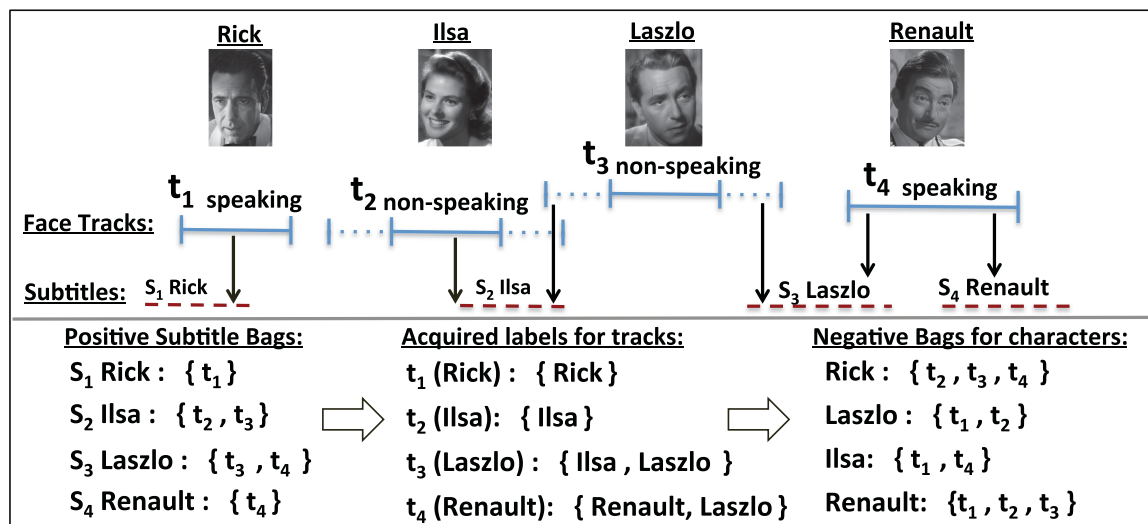 Rick Ilsa Laszlo Renault
t₁ speaking t₂ non-speaking t₃ non-speaking t₄ speaking
Face Tracks:
Subtitles: S₁ Rick S₂ Ilsa S₃ Laszlo S₄ Renault
Positive Subtitle Bags: Acquired labels for tracks: Negative Bags for characters:
S₁ Rick : { t₁ } t₁ (Rick) : { Rick } Rick : { t₂ , t₃ , t₄ }
S₂ Ilsa : { t₂ , t₃ } t₂ (Ilsa): { Ilsa } Laszlo : { t₁ , t₂ }
S₃ Laszlo : { t₃ , t₄ } t₃ (Laszlo) : { Ilsa , Laszlo } Ilsa: { t₁ , t₄ }
S₄ Renault : { t₄ } t₄ (Renault): { Renault, Laszlo } Renault: {t₁ , t₂ , t₃ }